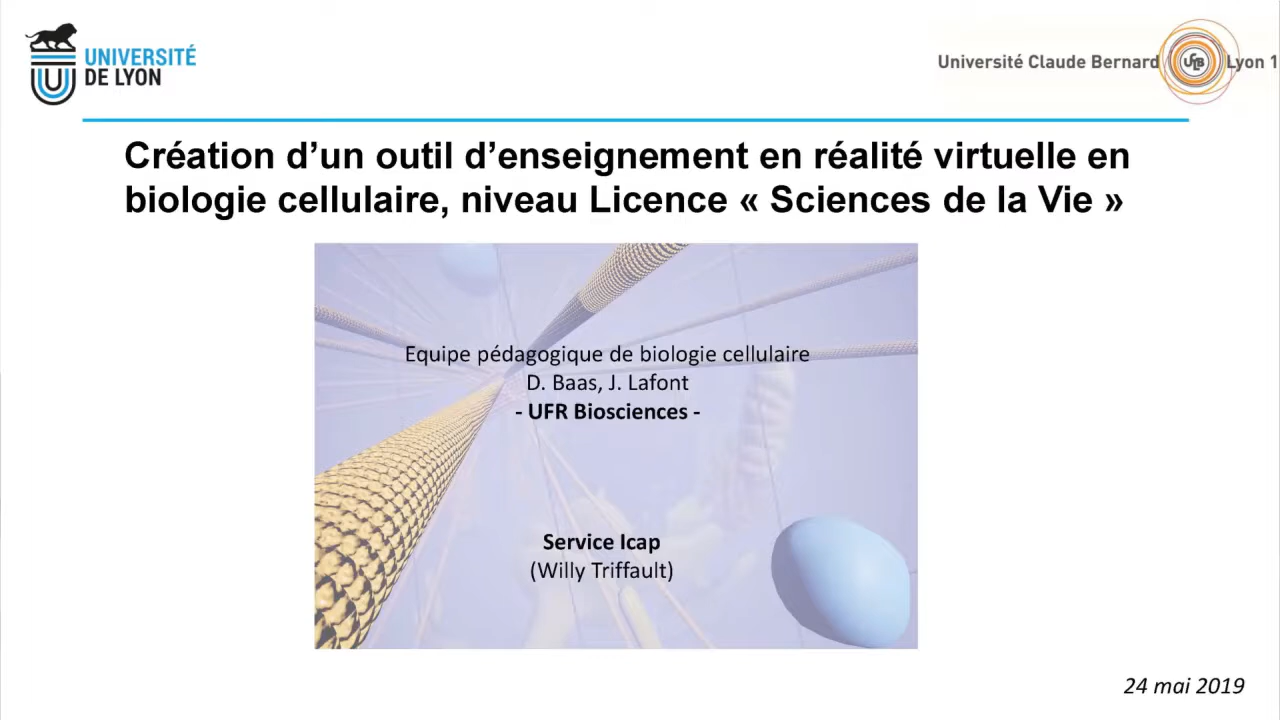 UNIVERSITÉ
DE LYON
Université Claude Bernard Lyon 1
Création d’un outil d’enseignement en réalité virtuelle en
biologie cellulaire, niveau Licence « Sciences de la Vie »
Equipe pédagogique de biologie cellulaire
D. Baas, J. Lafont
- UFR Biosciences -
Service Icap
(Willy Triffault)
24 mai 2019